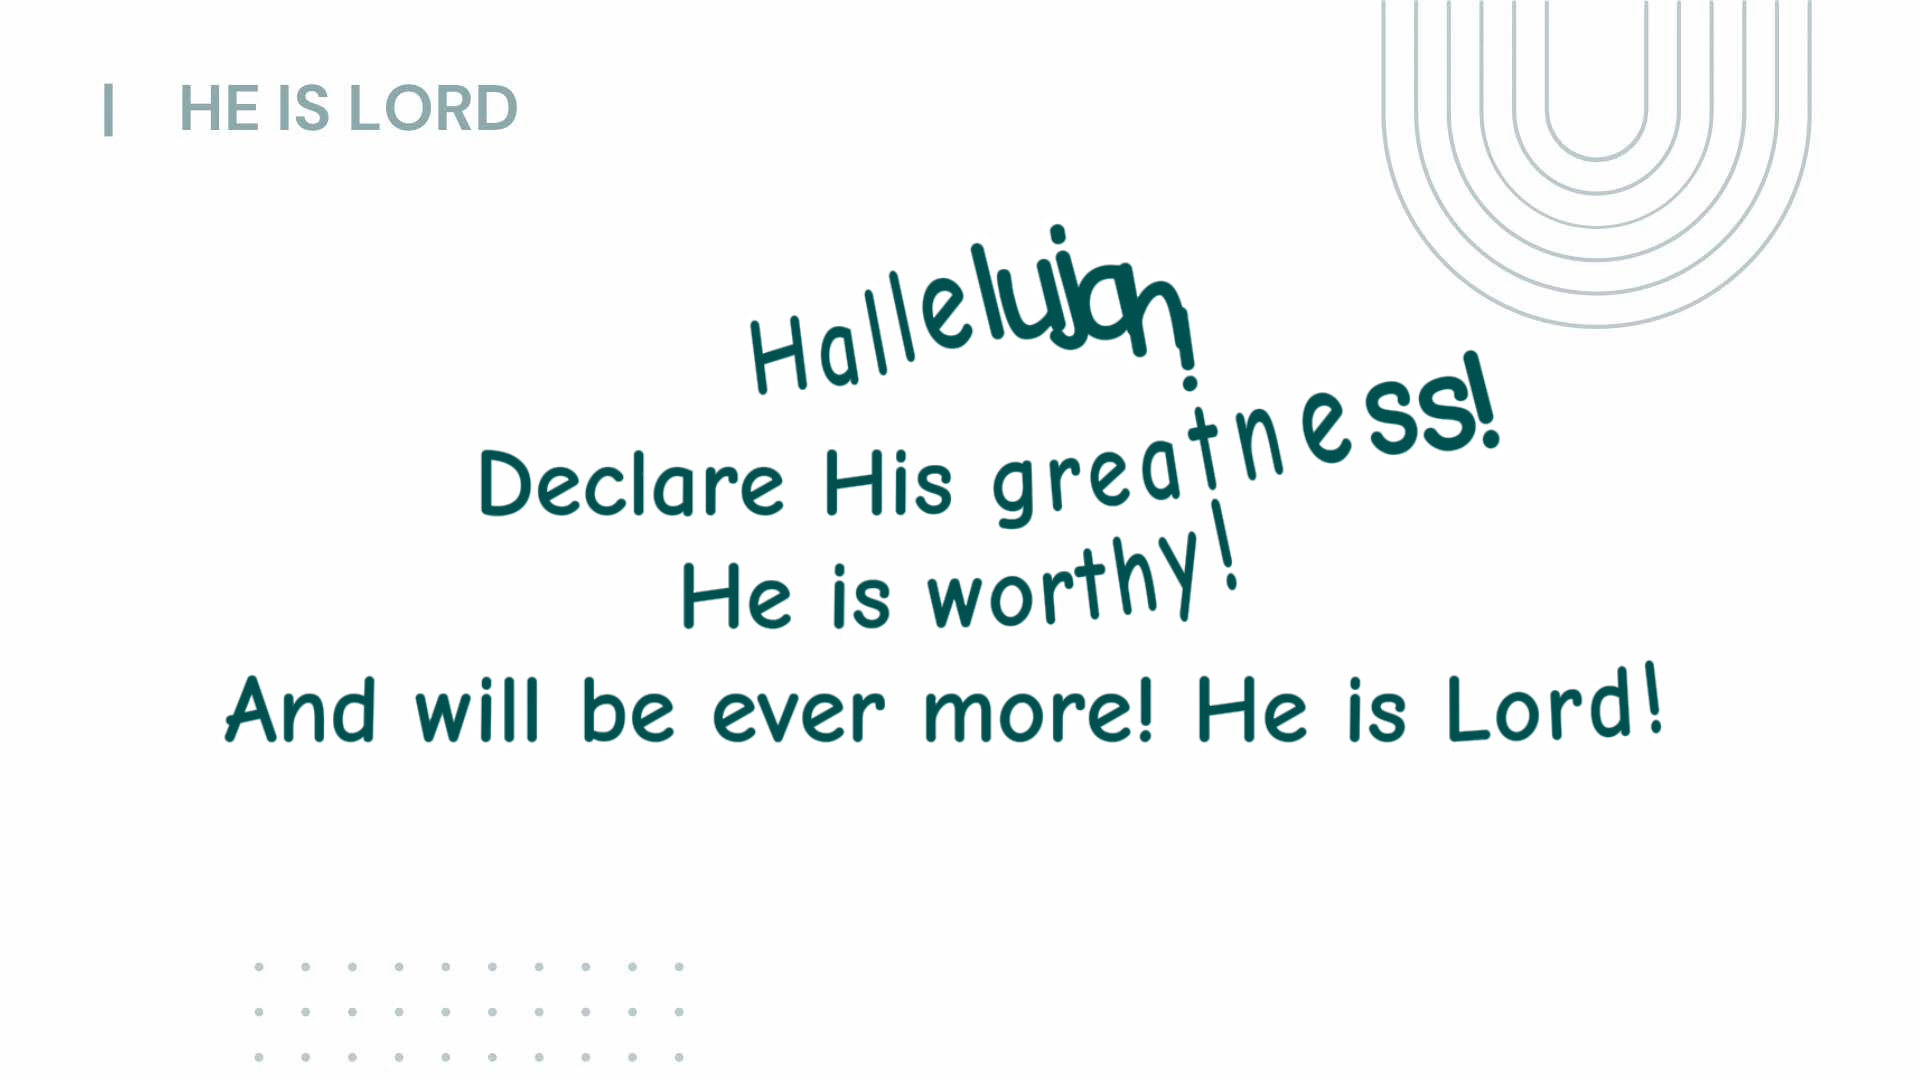 | HE IS LORD
Hallelujah!
Declare His greatness!
He is worthy!
And will be ever more! He is Lord!